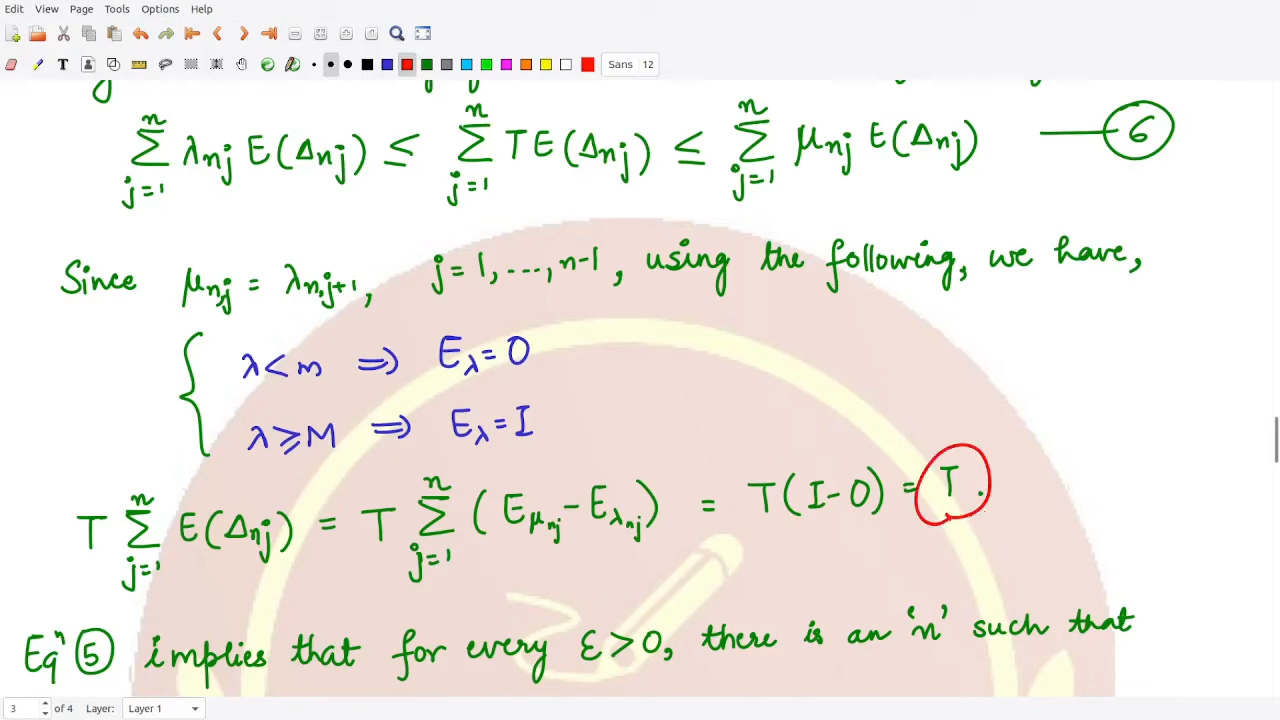 Edit View Page Tools Options Help
Sans 12
∑_{j=1}^{n} λ_{nj} E(Δ_{nj}) ≤ ∑_{j=1}^{n} T E(Δ_{nj}) ≤ ∑_{j=1}^{n} μ_{nj} E(Δ_{nj}) — ⑥
Since μ_{n,j} = λ_{n,j+1}, j = 1, ..., n-1, using the following, we have,
λ < m ⇒ E_λ = 0
λ ⩾ M ⇒ E_λ = I
T ∑_{j=1}^{n} E(Δ_{nj}) = T ∑_{j=1}^{n} (E_{μ_{nj}} - E_{λ_{nj}}) = T(I-0) = T.
Eqⁿ ⑤ implies that for every ε > 0, there is an 'n' such that
3 of 4 Layer: Layer 1